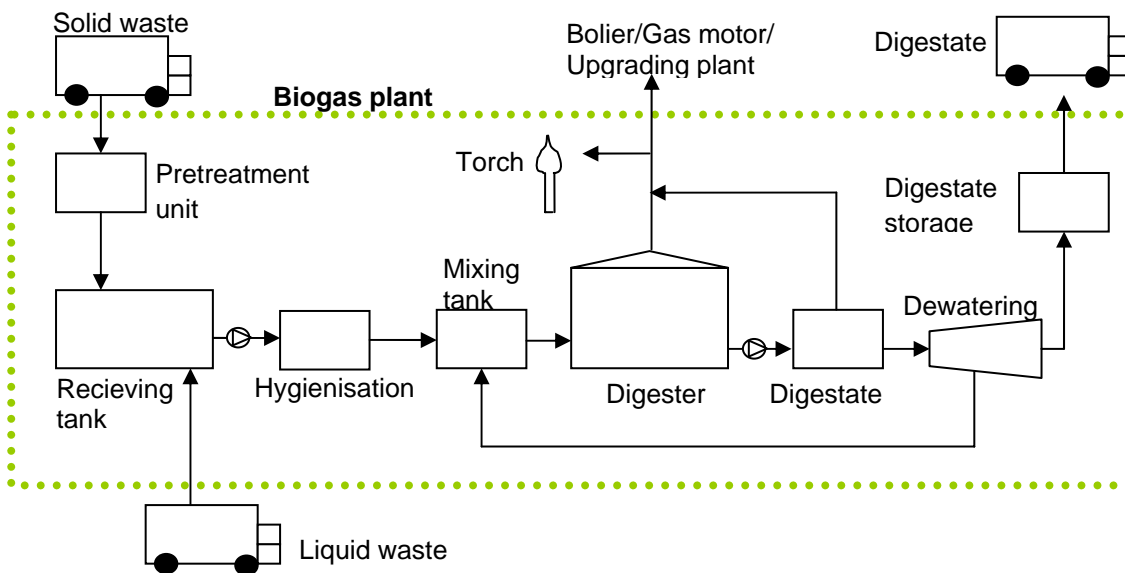 Solid waste
Bolier/Gas motor/
Upgrading plant
Digestate
Biogas plant
Torch
Pretreatment
unit
Digestate
storage
Mixing
tank
Dewatering
Recieving
tank
Hygienisation
Digester
Digestate
Liquid waste